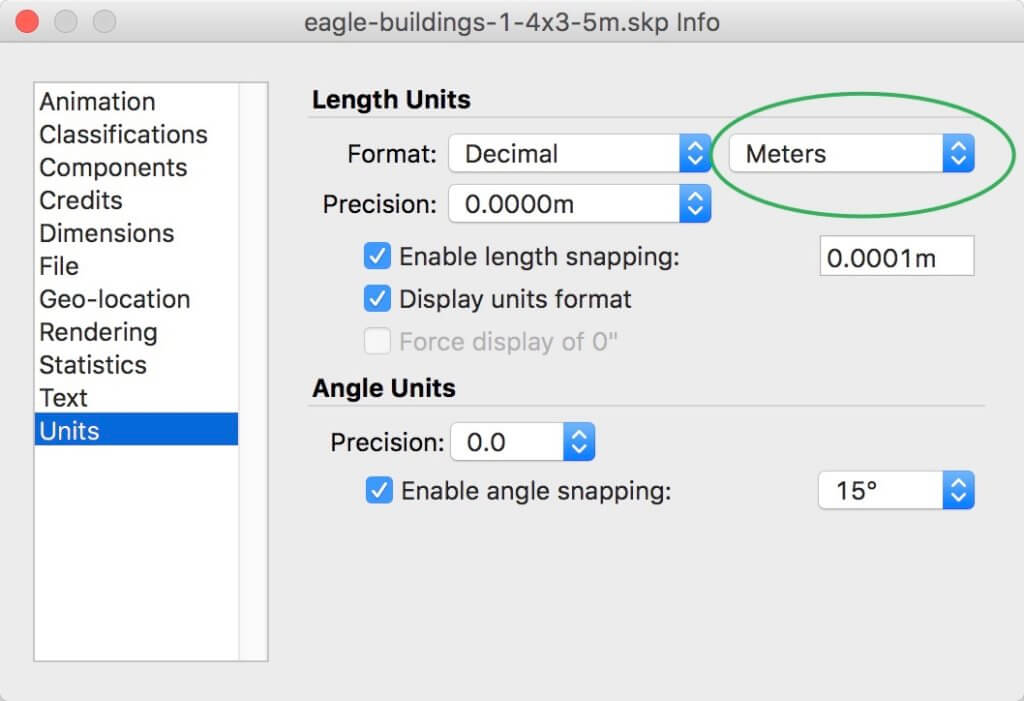 eagle-buildings-1-4x3-5m.skp Info
Animation
Classifications
Components
Credits
Dimensions
File
Geo-location
Rendering
Statistics
Text
Units
Length Units
Format: Decimal Meters
Precision: 0.0000m
Enable length snapping: 0.0001m
Display units format
Force display of 0"
Angle Units
Precision: 0.0
Enable angle snapping: 15°